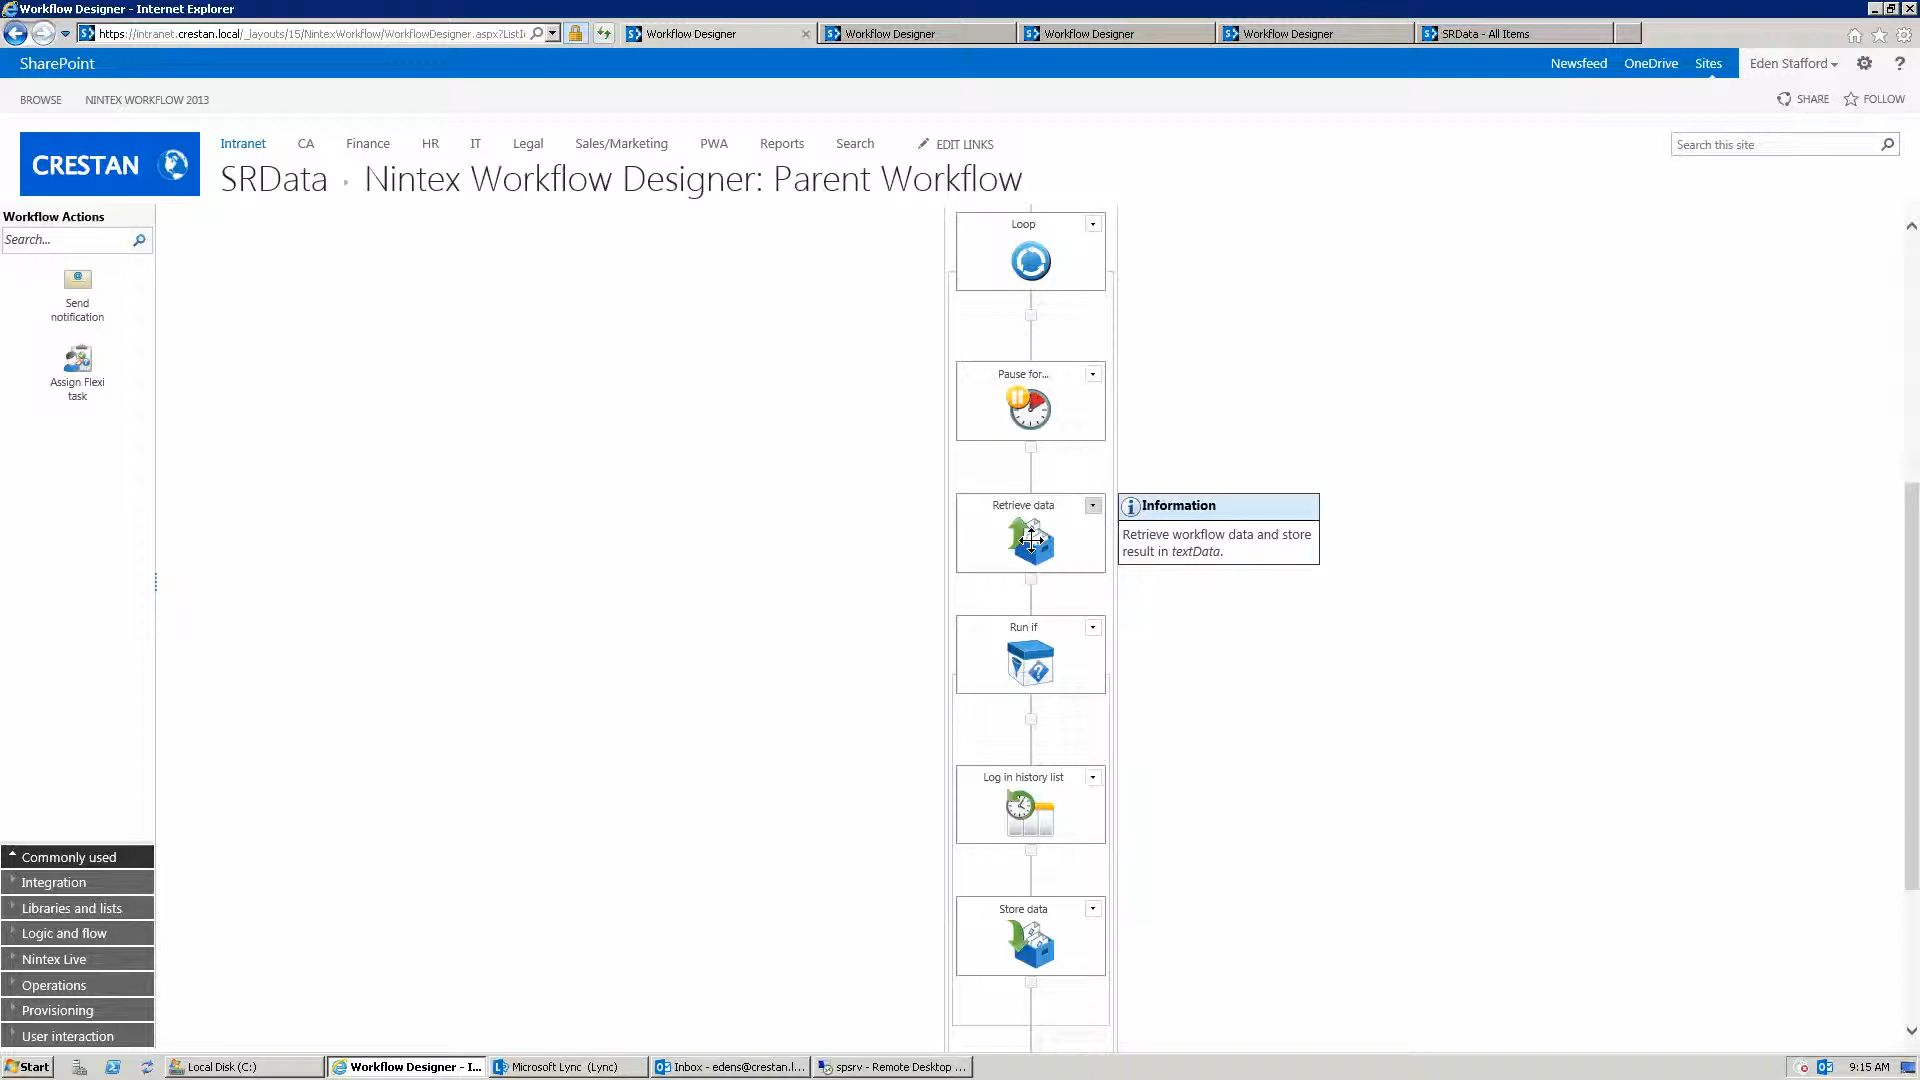 Workflow Designer - Internet Explorer
https://intranet.crestan.local/_layouts/15/NintexWorkflow/WorkflowDesigner.aspx?ListI
Workflow Designer
Workflow Designer
Workflow Designer
Workflow Designer
SRData - All Items
SharePoint
Newsfeed
OneDrive
Sites
Eden Stafford
?
BROWSE
NINTEX WORKFLOW 2013
SHARE
FOLLOW
CRESTAN
Intranet
CA
Finance
HR
IT
Legal
Sales/Marketing
PWA
Reports
Search
EDIT LINKS
Search this site
SRData
Nintex Workflow Designer: Parent Workflow
Workflow Actions
Search...
Send
notification
Assign Flexi
task
Loop
Pause for...
Retrieve data
Information
Retrieve workflow data and store
result in textData.
Run if
Log in history list
Store data
Commonly used
Integration
Libraries and lists
Logic and flow
Nintex Live
Operations
Provisioning
User interaction
Start
Local Disk (C:)
Workflow Designer - I...
Microsoft Lync (Lync)
Inbox - edens@crestan.l...
spsrv - Remote Desktop ...
9:15 AM